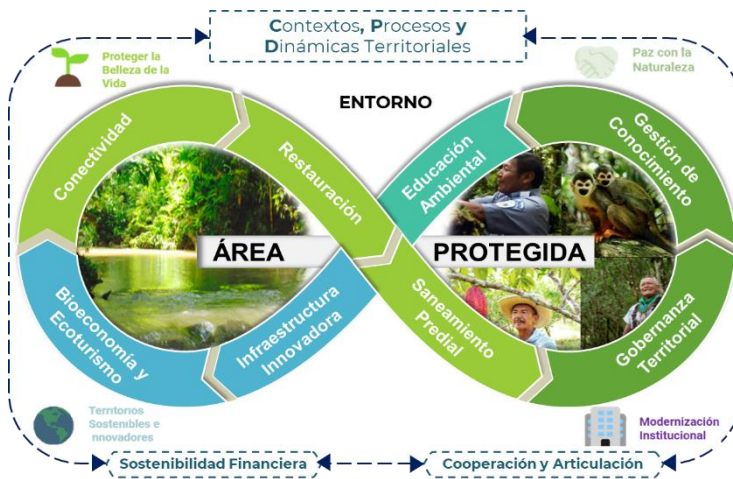 Contextos, Procesos y
Dinámicas Territoriales
Proteger la
Belleza de la
Vida
Paz con la
Naturaleza
ENTORNO
Conectividad
Restauración
Educación
Ambiental
Gestión de
Conocimiento
ÁREA
PROTEGIDA
Bioeconomía y
Ecoturismo
Infraestructura
Innovadora
Saneamiento
Predial
Gobernanza
Territorial
Territorios
Sostenibles e
nnovadores
Modernización
Institucional
Sostenibilidad Financiera
Cooperación y Articulación